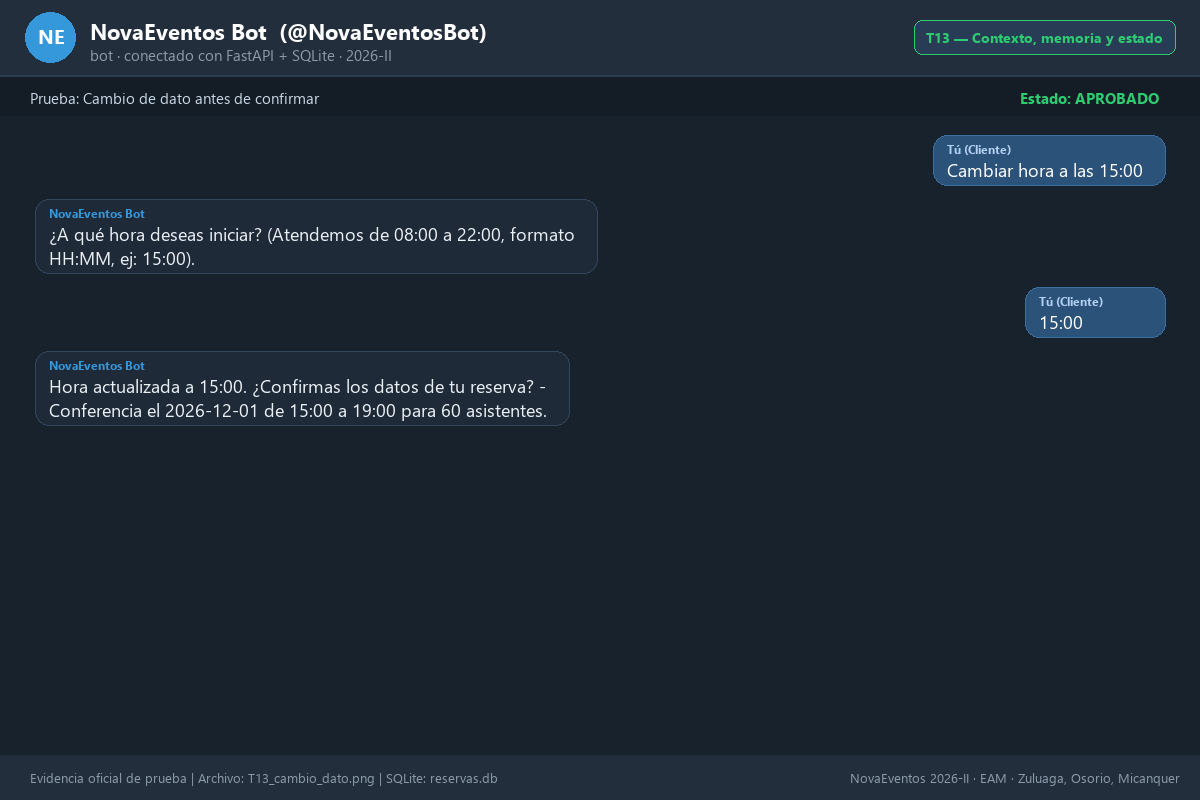 NE
NovaEventos Bot (@NovaEventosBot)
bot · conectado con FastAPI + SQLite · 2026-II
T13 — Contexto, memoria y estado
Prueba: Cambio de dato antes de confirmar
Estado: APROBADO
Tú (Cliente)
Cambiar hora a las 15:00
NovaEventos Bot
¿A qué hora deseas iniciar? (Atendemos de 08:00 a 22:00, formato
HH:MM, ej: 15:00).
Tú (Cliente)
15:00
NovaEventos Bot
Hora actualizada a 15:00. ¿Confirmas los datos de tu reserva? -
Conferencia el 2026-12-01 de 15:00 a 19:00 para 60 asistentes.
Evidencia oficial de prueba | Archivo: T13_cambio_dato.png | SQLite: reservas.db
NovaEventos 2026-II · EAM · Zuluaga, Osorio, Micanquer